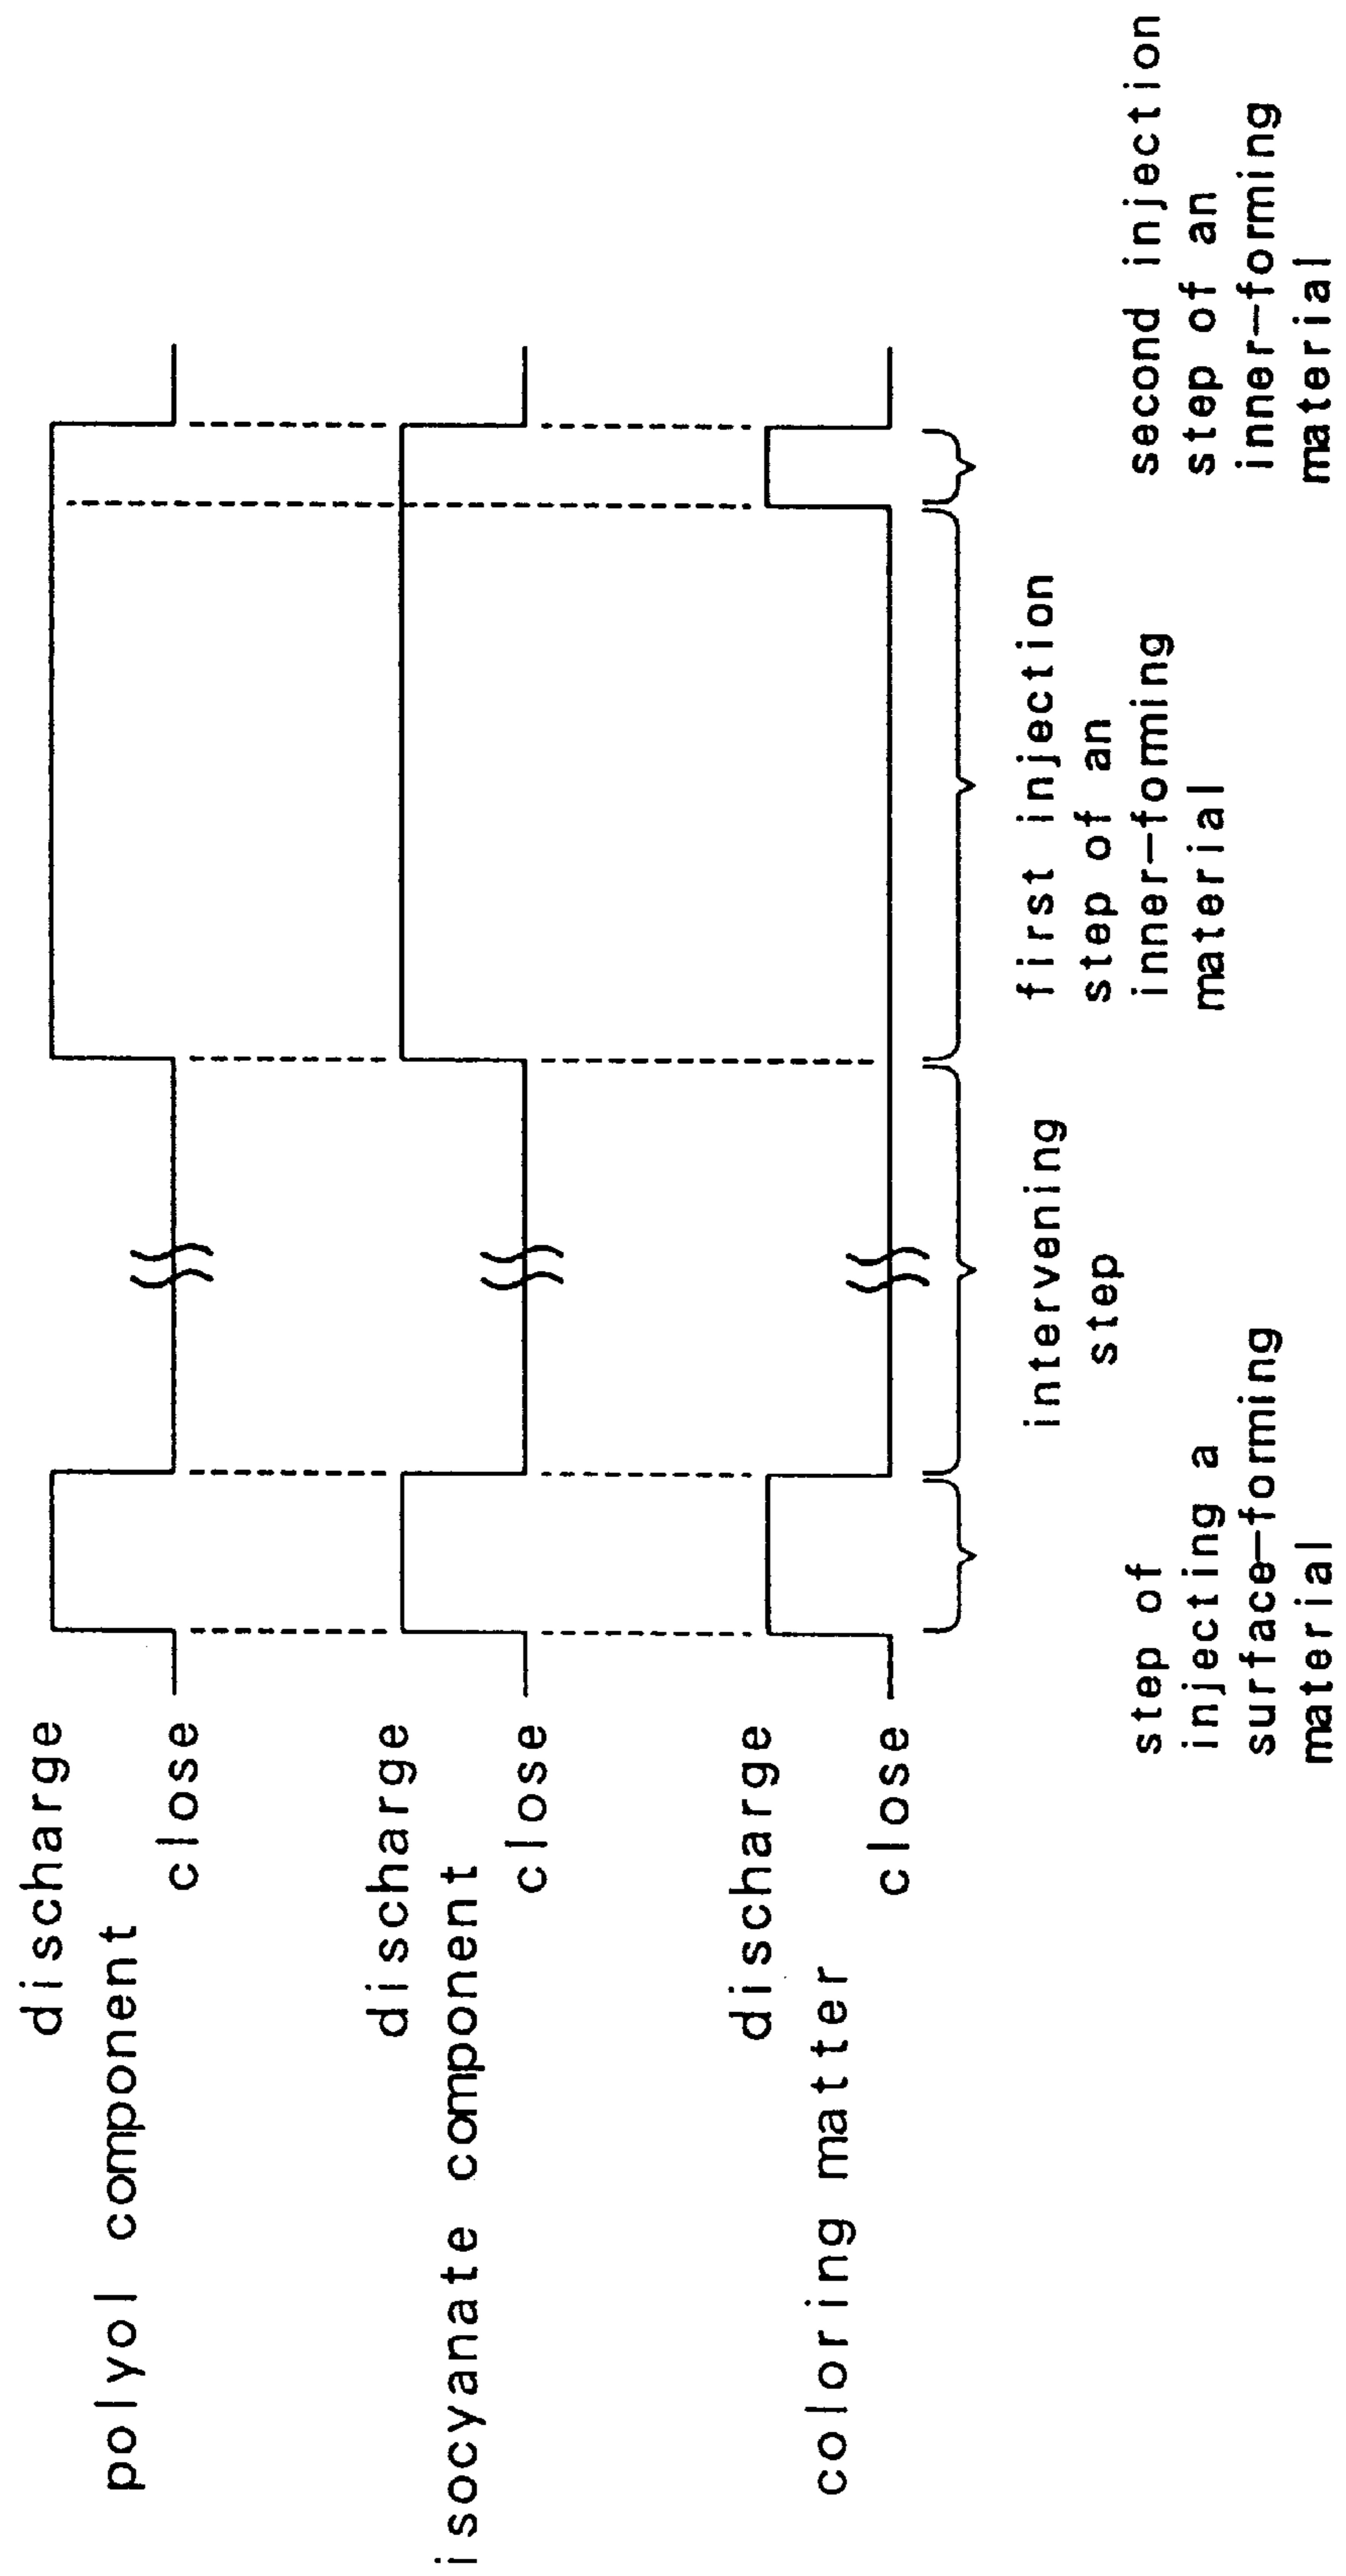 discharge
polyol component
close
discharge
isocyanate component
close
discharge
coloring matter
close
step of
injecting a
surface-forming
material
intervening
step
first injection
step of an
inner-forming
material
second injection
step of an
inner-forming
material